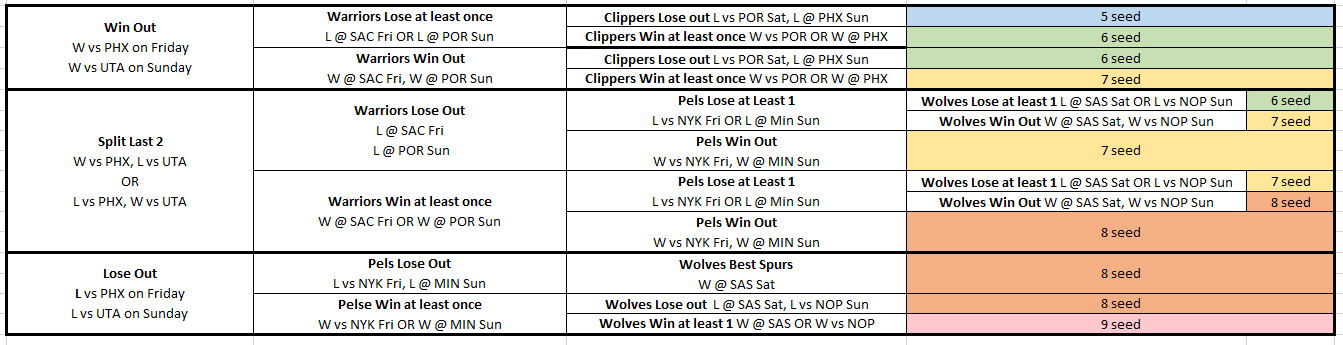 Win Out
W vs PHX on Friday
W vs UTA on Sunday
Warriors Lose at least once
L @ SAC Fri OR L @ POR Sun
Clippers Lose out L vs POR Sat, L @ PHX Sun
5 seed
Clippers Win at least once W vs POR OR W @ PHX
6 seed
Warriors Win Out
W @ SAC Fri, W @ POR Sun
Clippers Lose out L vs POR Sat, L @ PHX Sun
6 seed
Clippers Win at least once W vs POR OR W @ PHX
7 seed
Split Last 2
W vs PHX, L vs UTA
OR
L vs PHX, W vs UTA
Warriors Lose Out
L @ SAC Fri
L @ POR Sun
Pels Lose at Least 1
L vs NYK Fri OR L @ Min Sun
Wolves Lose at least 1 L @ SAS Sat OR L vs NOP Sun
6 seed
Wolves Win Out W @ SAS Sat, W vs NOP Sun
7 seed
Pels Win Out
W vs NYK Fri, W @ MIN Sun
7 seed
Warriors Win at least once
W @ SAC Fri OR W @ POR Sun
Pels Lose at Least 1
L vs NYK Fri OR L @ Min Sun
Wolves Lose at least 1 L @ SAS Sat OR L vs NOP Sun
7 seed
Wolves Win Out W @ SAS Sat, W vs NOP Sun
8 seed
Pels Win Out
W vs NYK Fri, W @ MIN Sun
8 seed
Lose Out
L vs PHX on Friday
L vs UTA on Sunday
Pels Lose Out
L vs NYK Fri, L @ MIN Sun
Wolves Best Spurs
W @ SAS Sat
8 seed
Pelse Win at least once
W vs NYK Fri OR W @ MIN Sun
Wolves Lose out L @ SAS Sat, L vs NOP Sun
8 seed
Wolves Win at least 1 W @ SAS OR W vs NOP
9 seed